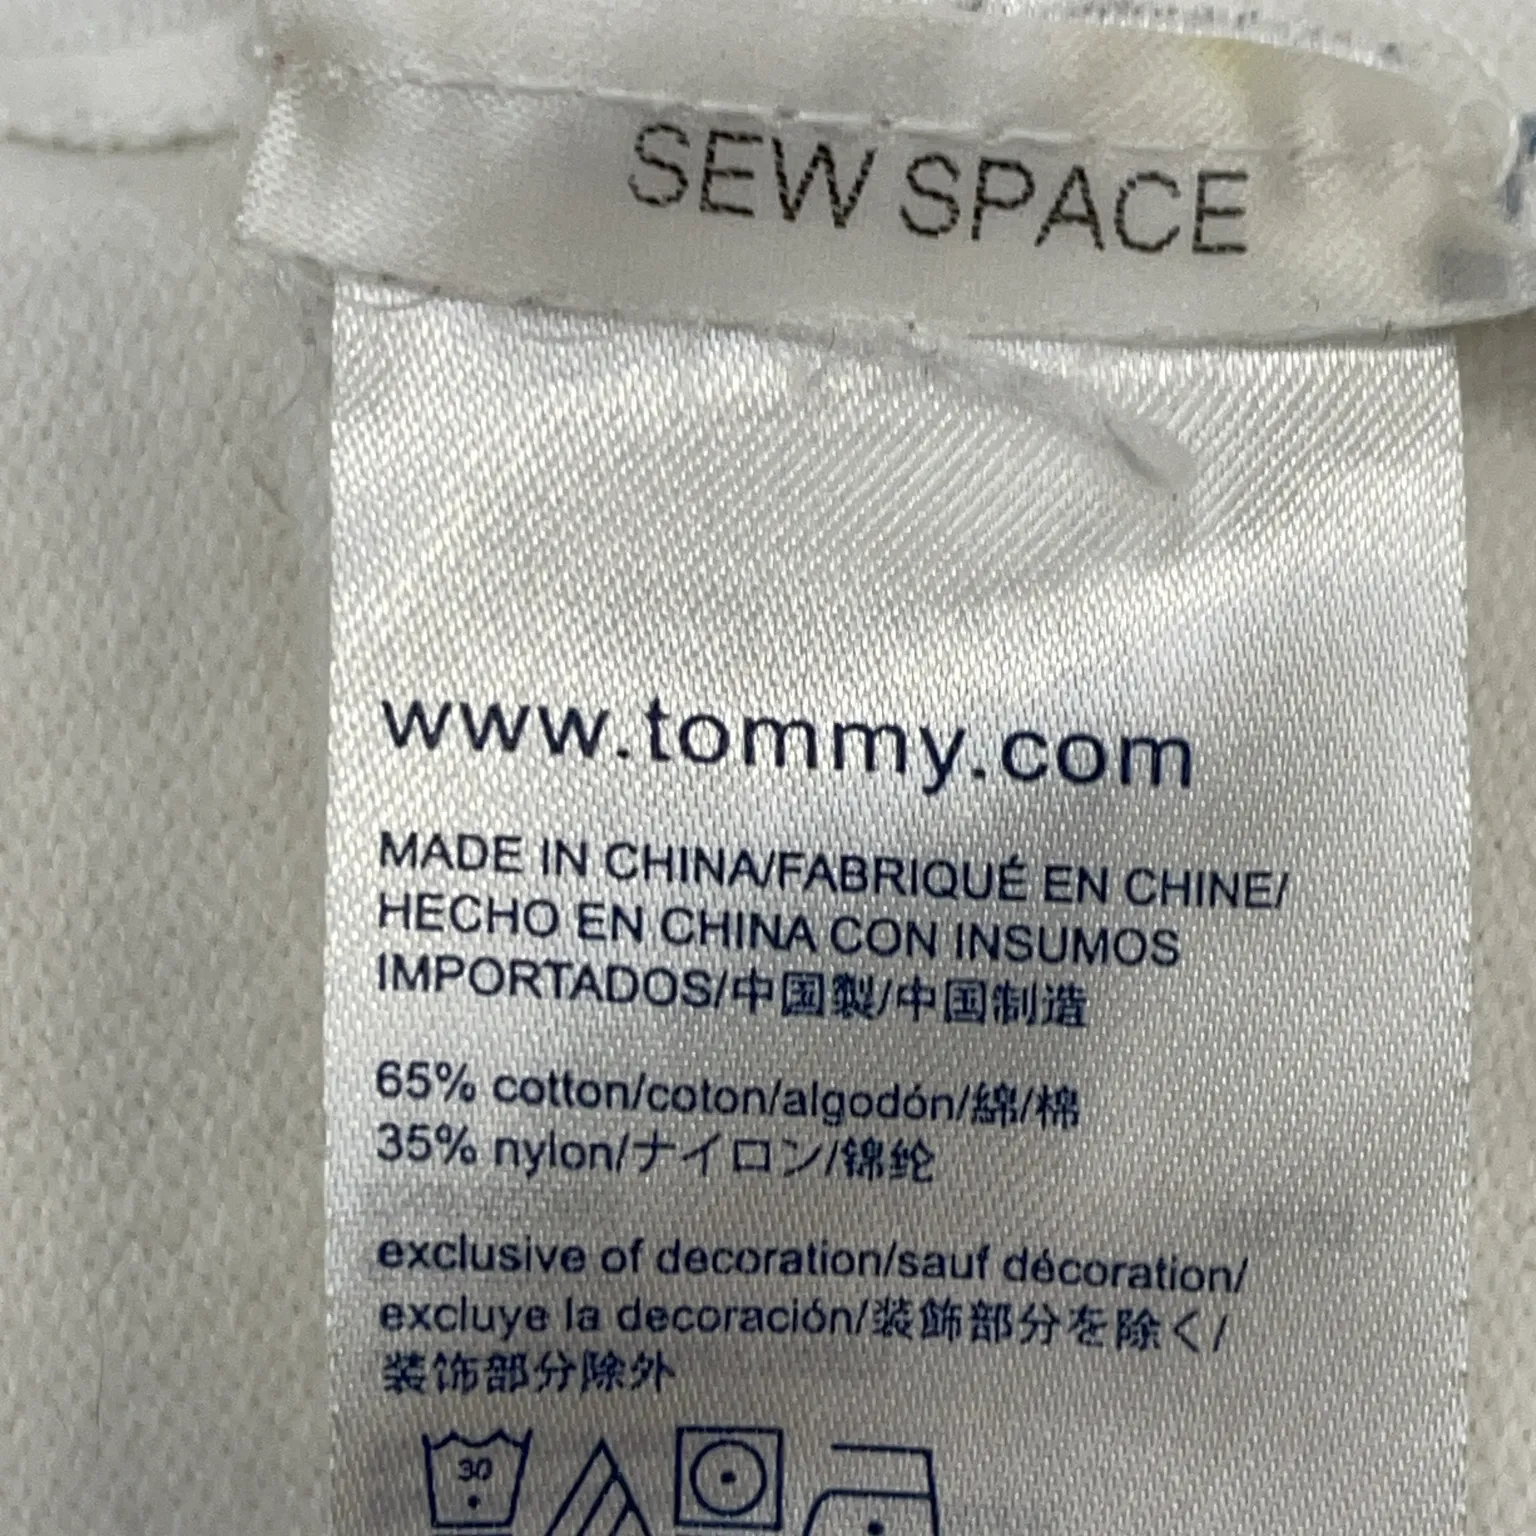 SEW SPACE
www.tommy.com
MADE IN CHINA/FABRIQUÉ EN CHINE/
HECHO EN CHINA CON INSUMOS
IMPORTADOS/中国製/中国制造
65% cotton/coton/algodón/綿/棉
35% nylon/ナイロン/锦纶
exclusive of decoration/sauf décoration/
excluye la decoración/装飾部分を除く/
装饰部分除外
30